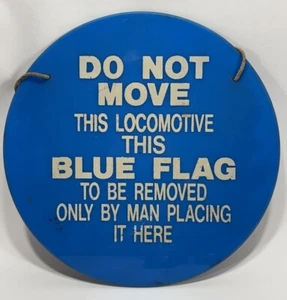 DO NOT
MOVE
THIS LOCOMOTIVE
THIS
BLUE FLAG
TO BE REMOVED
ONLY BY MAN PLACING
IT HERE